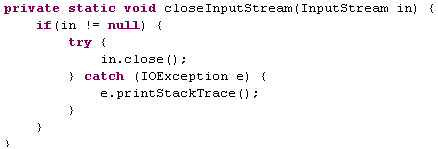 private static void closeInputStream(InputStream in) {
    if(in != null) {
        try {
            in.close();
        } catch (IOException e) {
            e.printStackTrace();
        }
    }
}